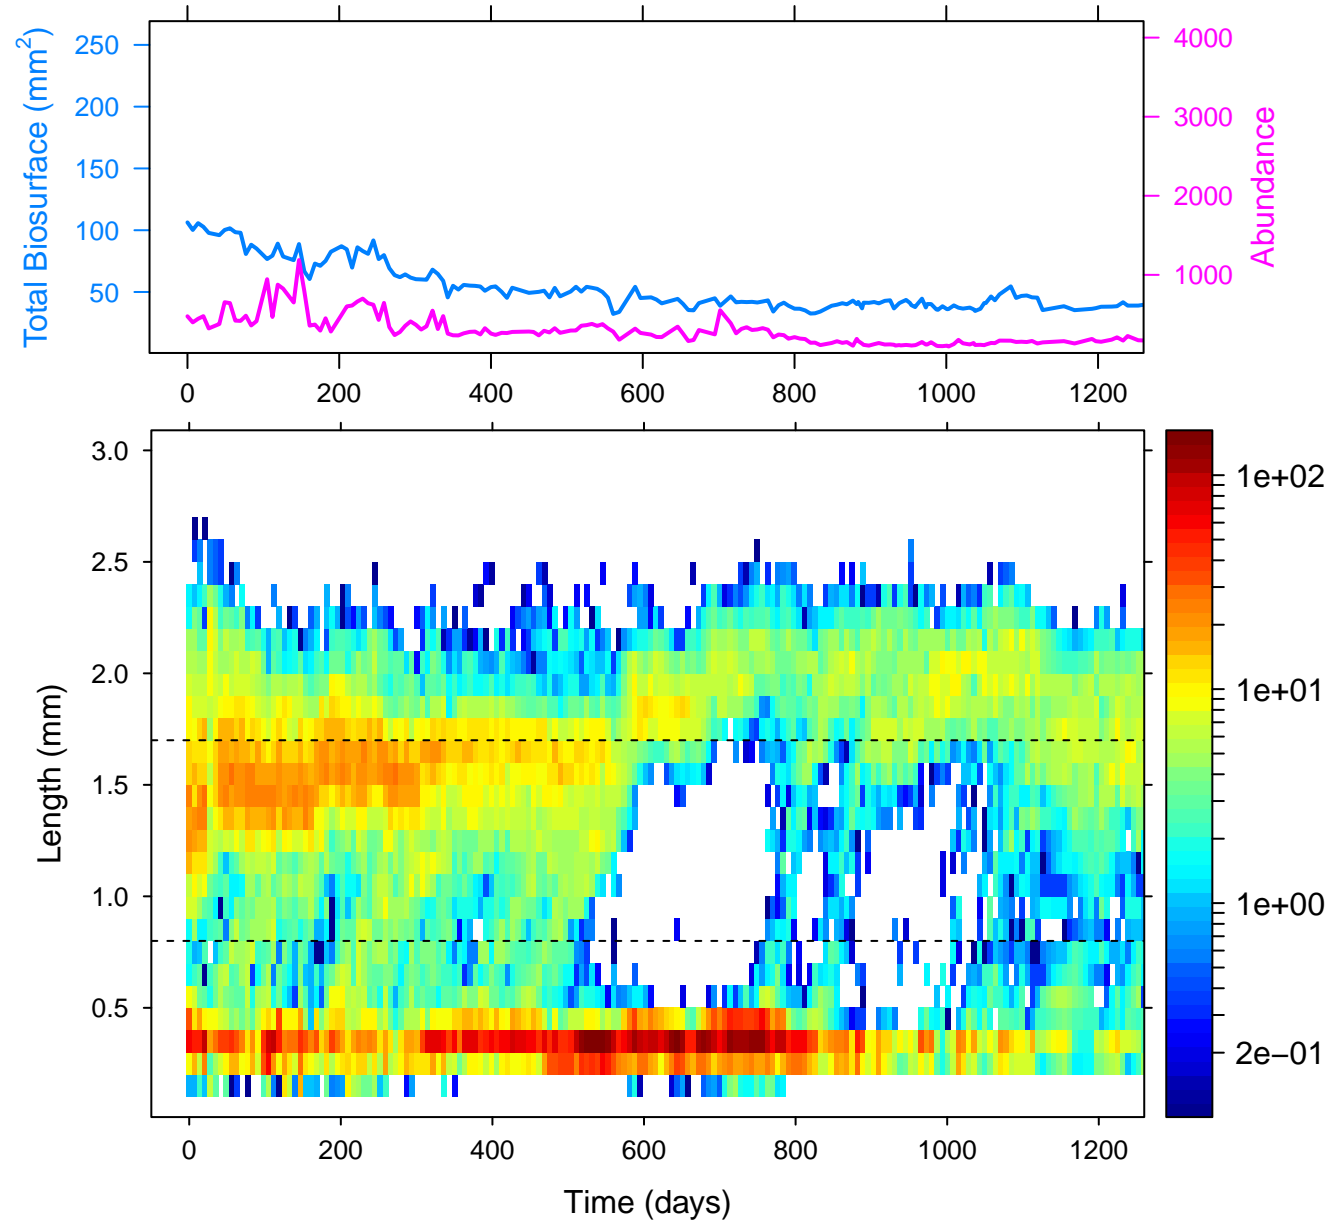 Total Biosurface (mm²)
250
200
150
100
50
4000
3000
2000
1000
Abundance
0 200 400 600 800 1000 1200
Length (mm)
3.0
2.5
2.0
1.5
1.0
0.5
1e+02
1e+01
1e+00
2e−01
0 200 400 600 800 1000 1200
Time (days)